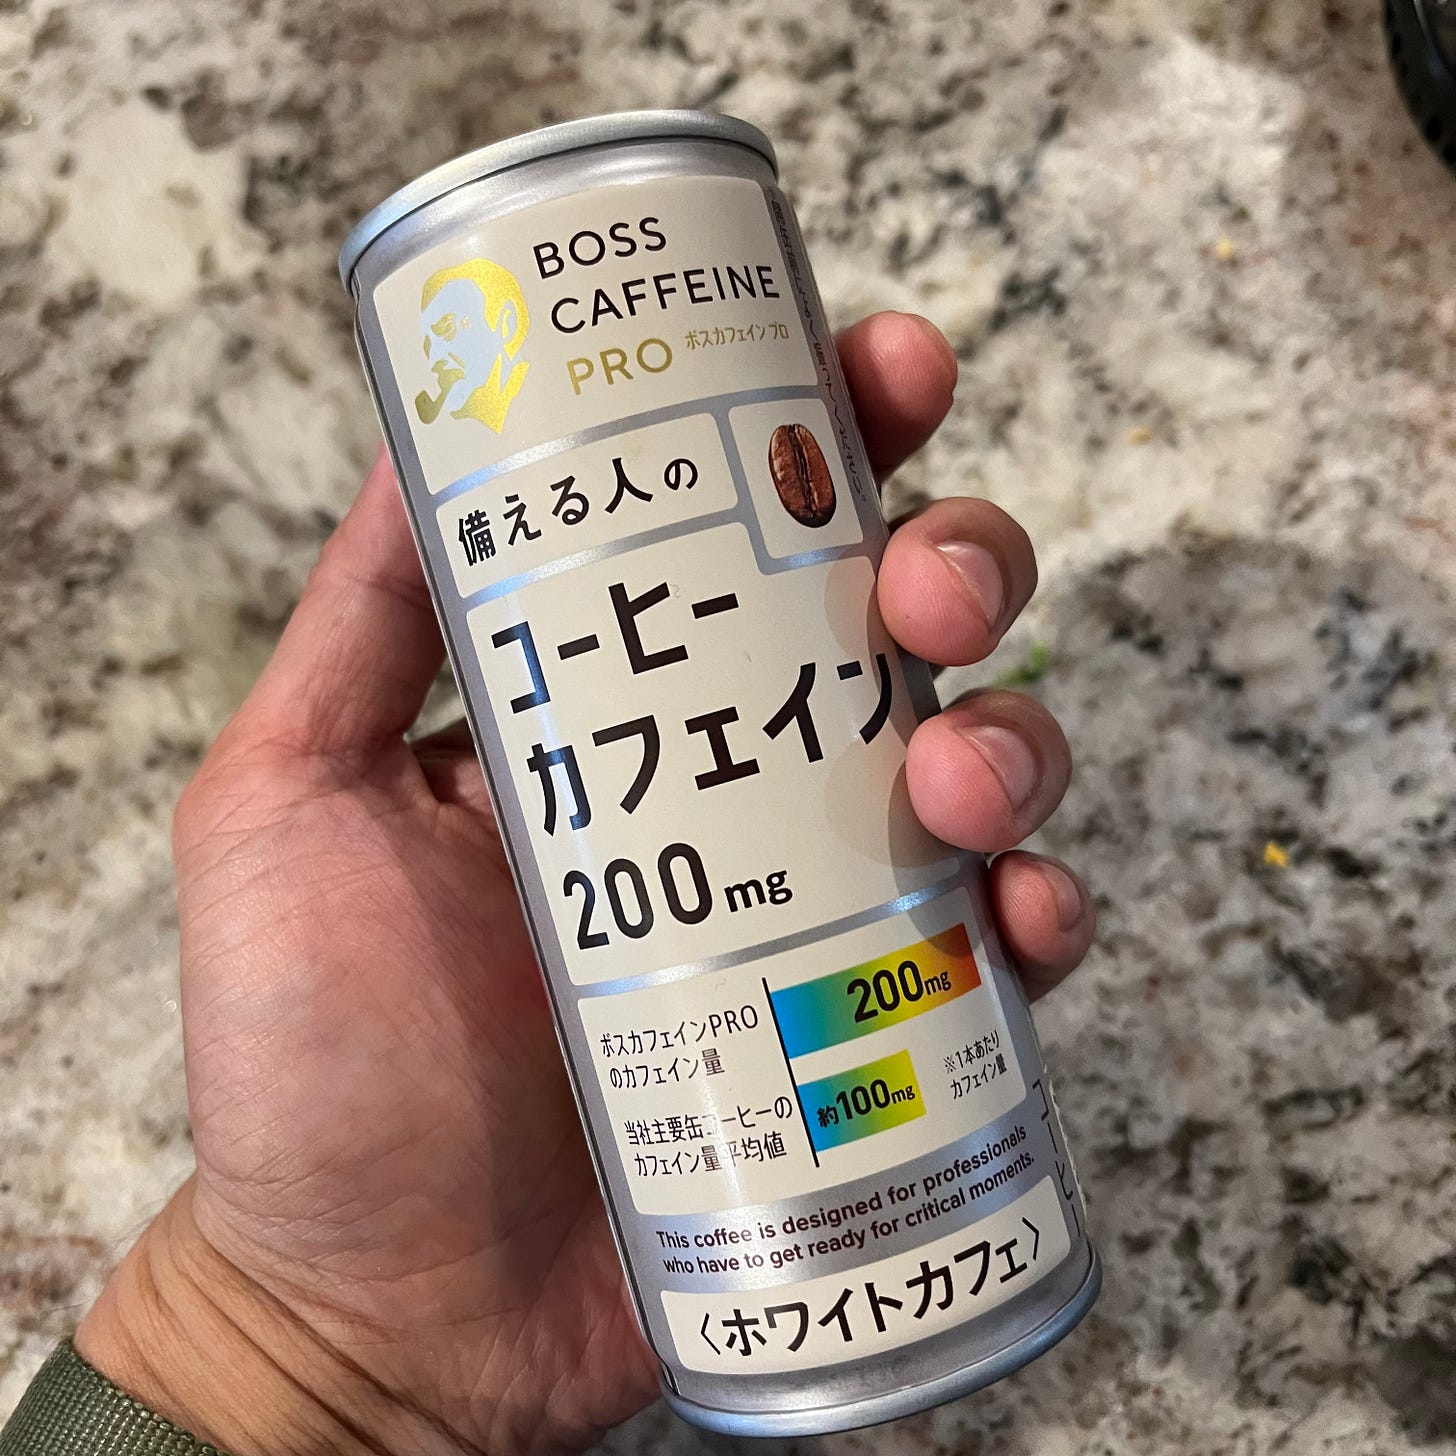 BOSS
CAFFEINE
PRO ボスカフェイン プロ
備える人の
コーヒー
カフェイン
200mg
ボスカフェインPRO
のカフェイン量
200mg
当社主要缶コーヒーの
カフェイン量平均値
約100mg
※1本あたり
カフェイン量
This coffee is designed for professionals
who have to get ready for critical moments.
〈ホワイトカフェ〉
コーヒー